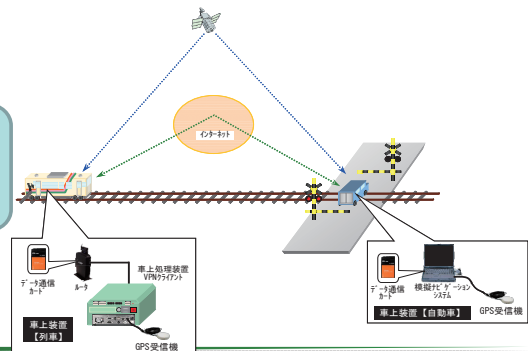 インターネット
データ通信
カード
ルータ
車上処理装置
VPNクライアント
車上装置
【列車】
GPS受信機
データ通信
カード
模擬ナビゲーション
システム
車上装置【自動車】
GPS受信機